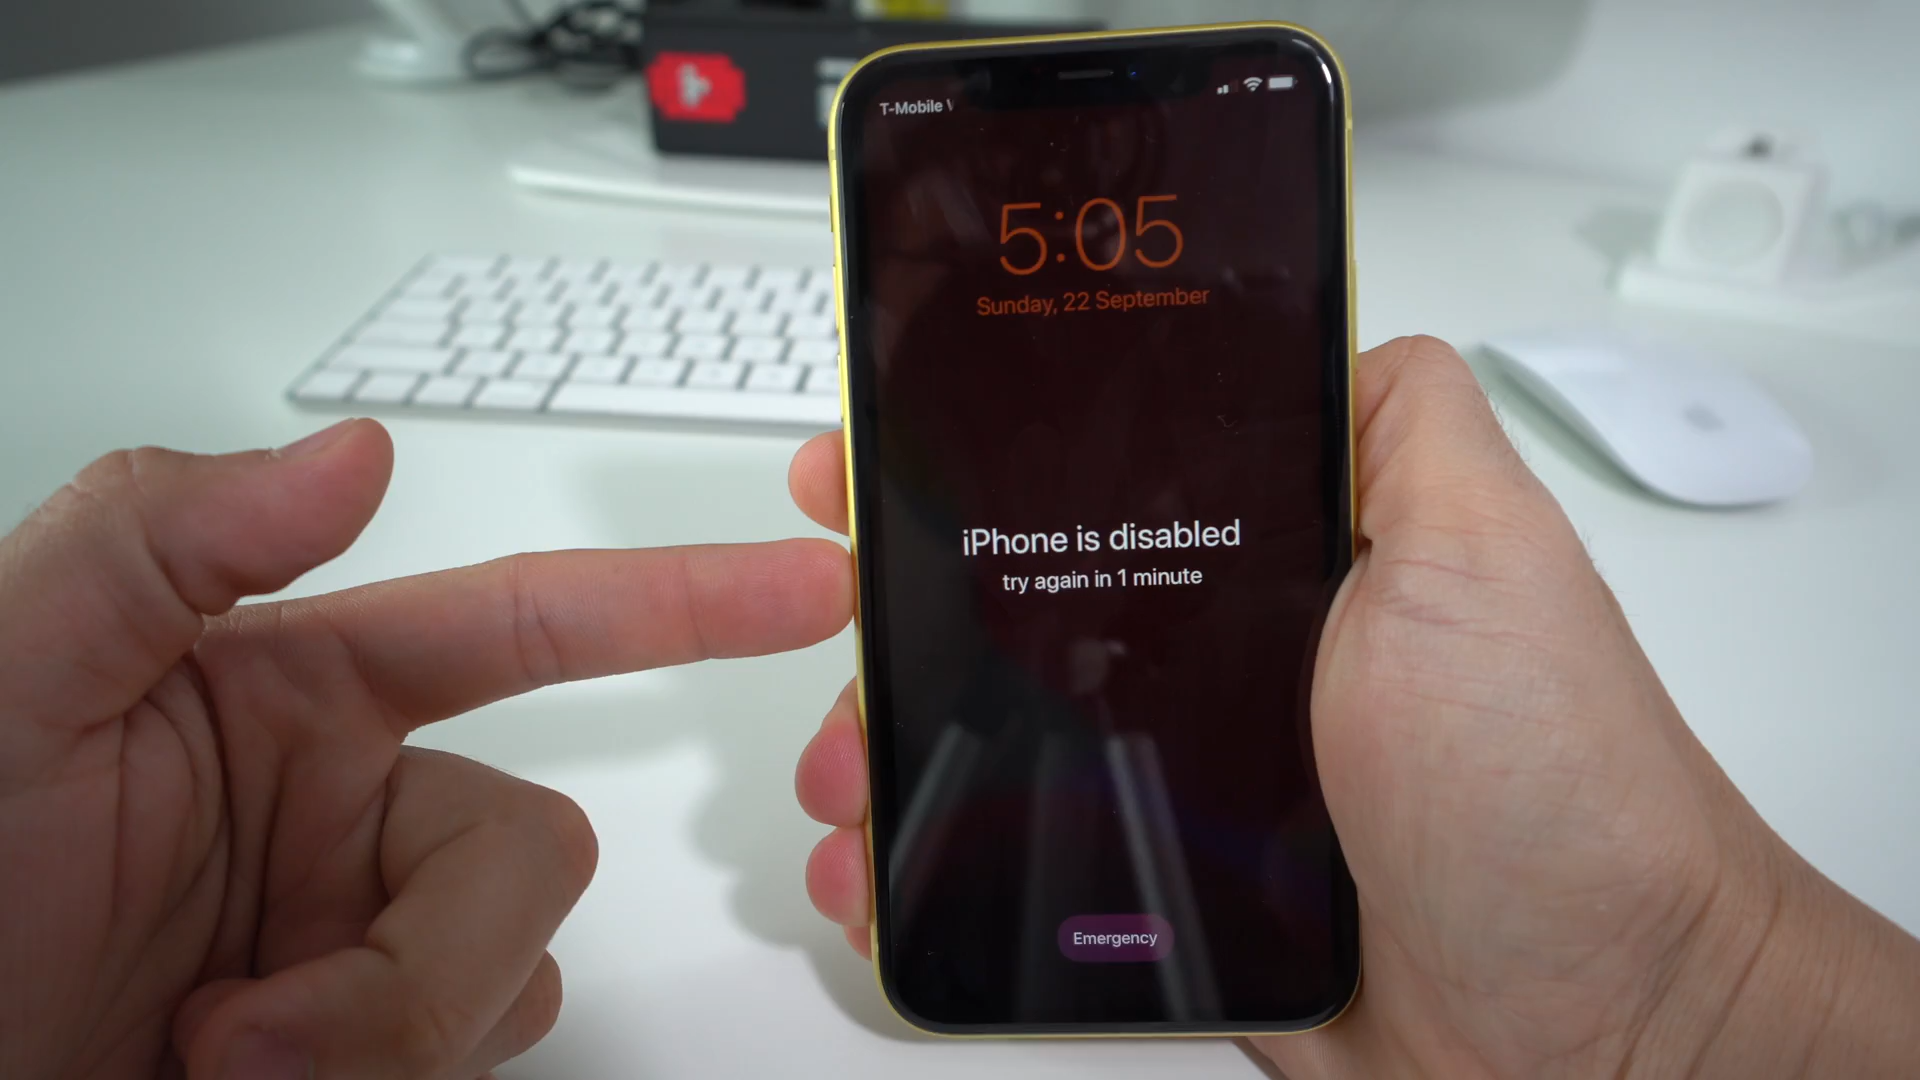 T-Mobile
5:05
Sunday, 22 September
iPhone is disabled
try again in 1 minute
Emergency